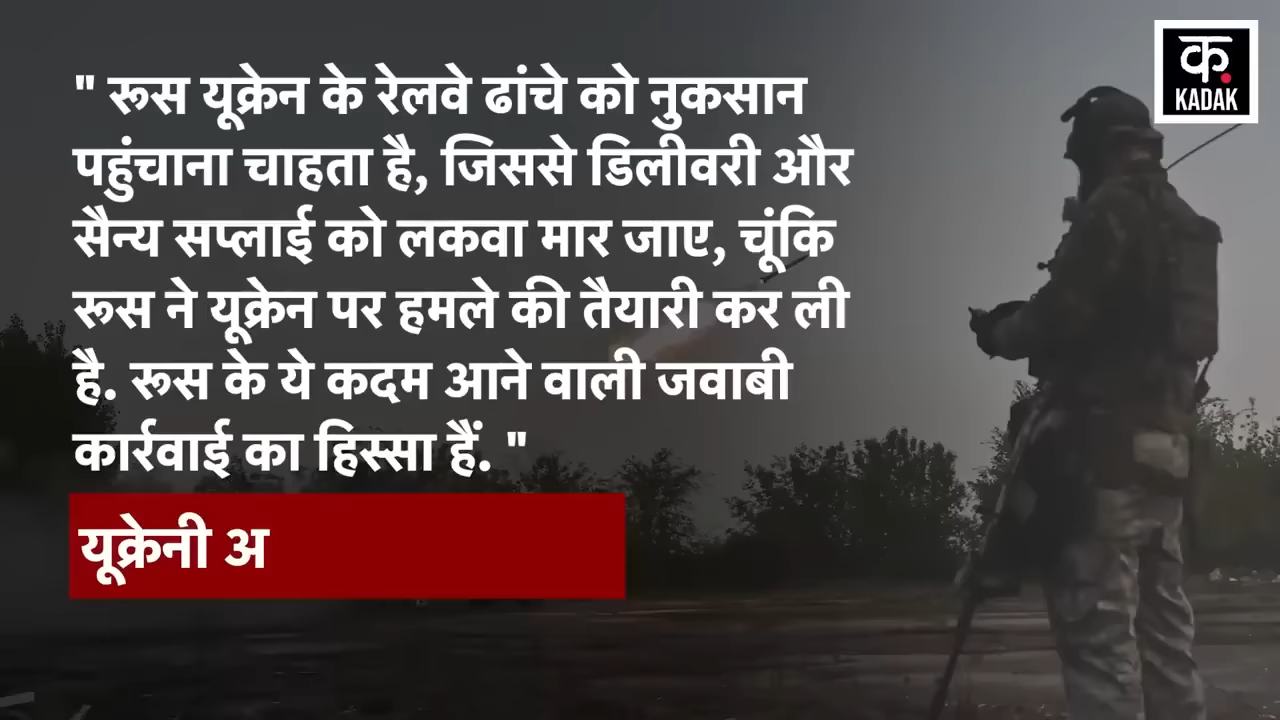 " रूस यूक्रेन के रेलवे ढांचे को नुकसान
पहुंचाना चाहता है, जिससे डिलीवरी और
सैन्य सप्लाई को लकवा मार जाए, चूंकि
रूस ने यूक्रेन पर हमले की तैयारी कर ली
है. रूस के ये कदम आने वाली जवाबी
कार्रवाई का हिस्सा हैं. "
यूक्रेनी अ
क
KADAK